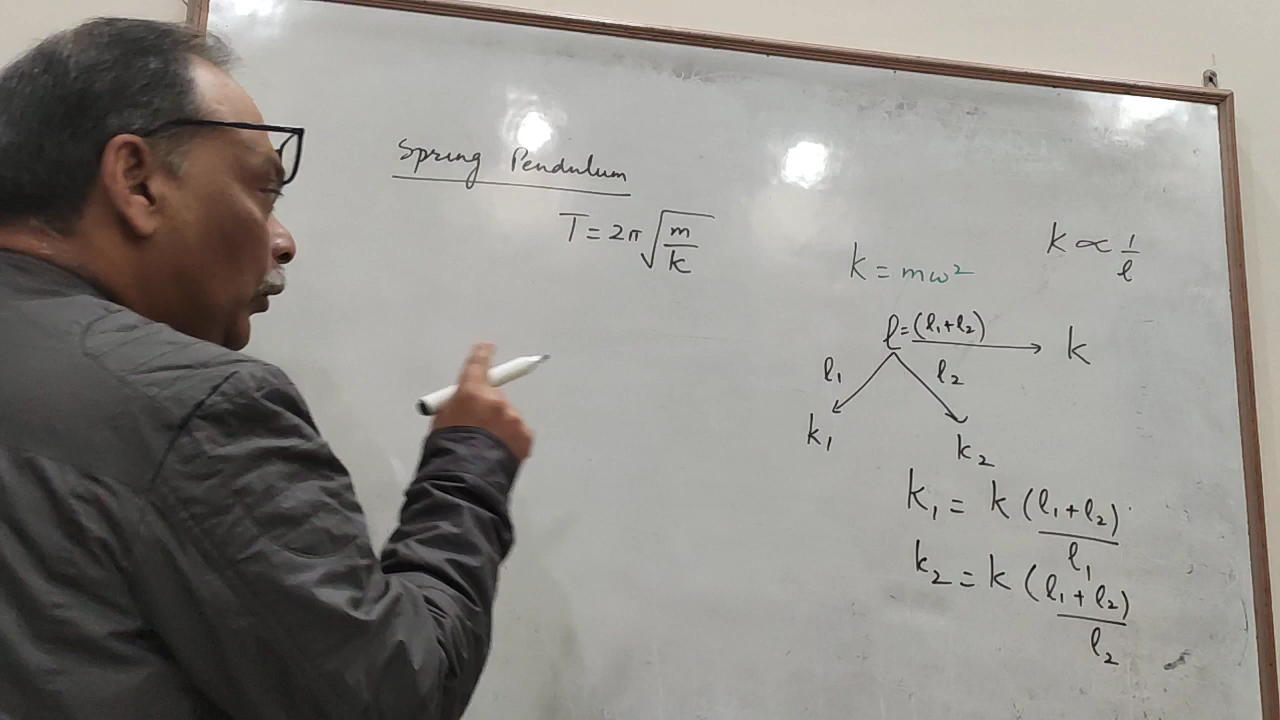 Spring Pendulum
T = 2π √(m/k)
k = mω²
k ∝ 1/ℓ
ℓ = (ℓ₁+ℓ₂) → k
ℓ₁ ℓ₂
k₁ k₂
k₁ = k (ℓ₁+ℓ₂)/ℓ₁
k₂ = k (ℓ₁+ℓ₂)/ℓ₂